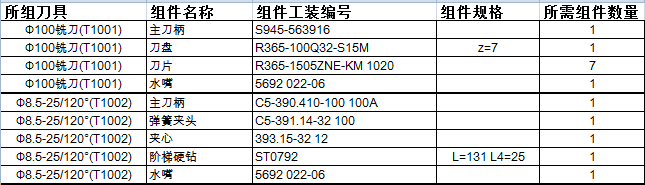 所组刀具 组件名称 组件工装编号 组件规格 所需组件数量
Φ100铣刀(T1001) 主刀柄 S945-563916 1
Φ100铣刀(T1001) 刀盘 R365-100Q32-S15M z=7 1
Φ100铣刀(T1001) 刀片 R365-1505ZNE-KM 1020 7
Φ100铣刀(T1001) 水嘴 5692 022-06 1
Φ8.5-25/120°(T1002) 主刀柄 C5-390.410-100 100A 1
Φ8.5-25/120°(T1002) 弹簧夹头 C5-391.14-32 100 1
Φ8.5-25/120°(T1002) 夹心 393.15-32 12 1
Φ8.5-25/120°(T1002) 阶梯硬钻 ST0792 L=131 L4=25 1
Φ8.5-25/120°(T1002) 水嘴 5692 022-06 1